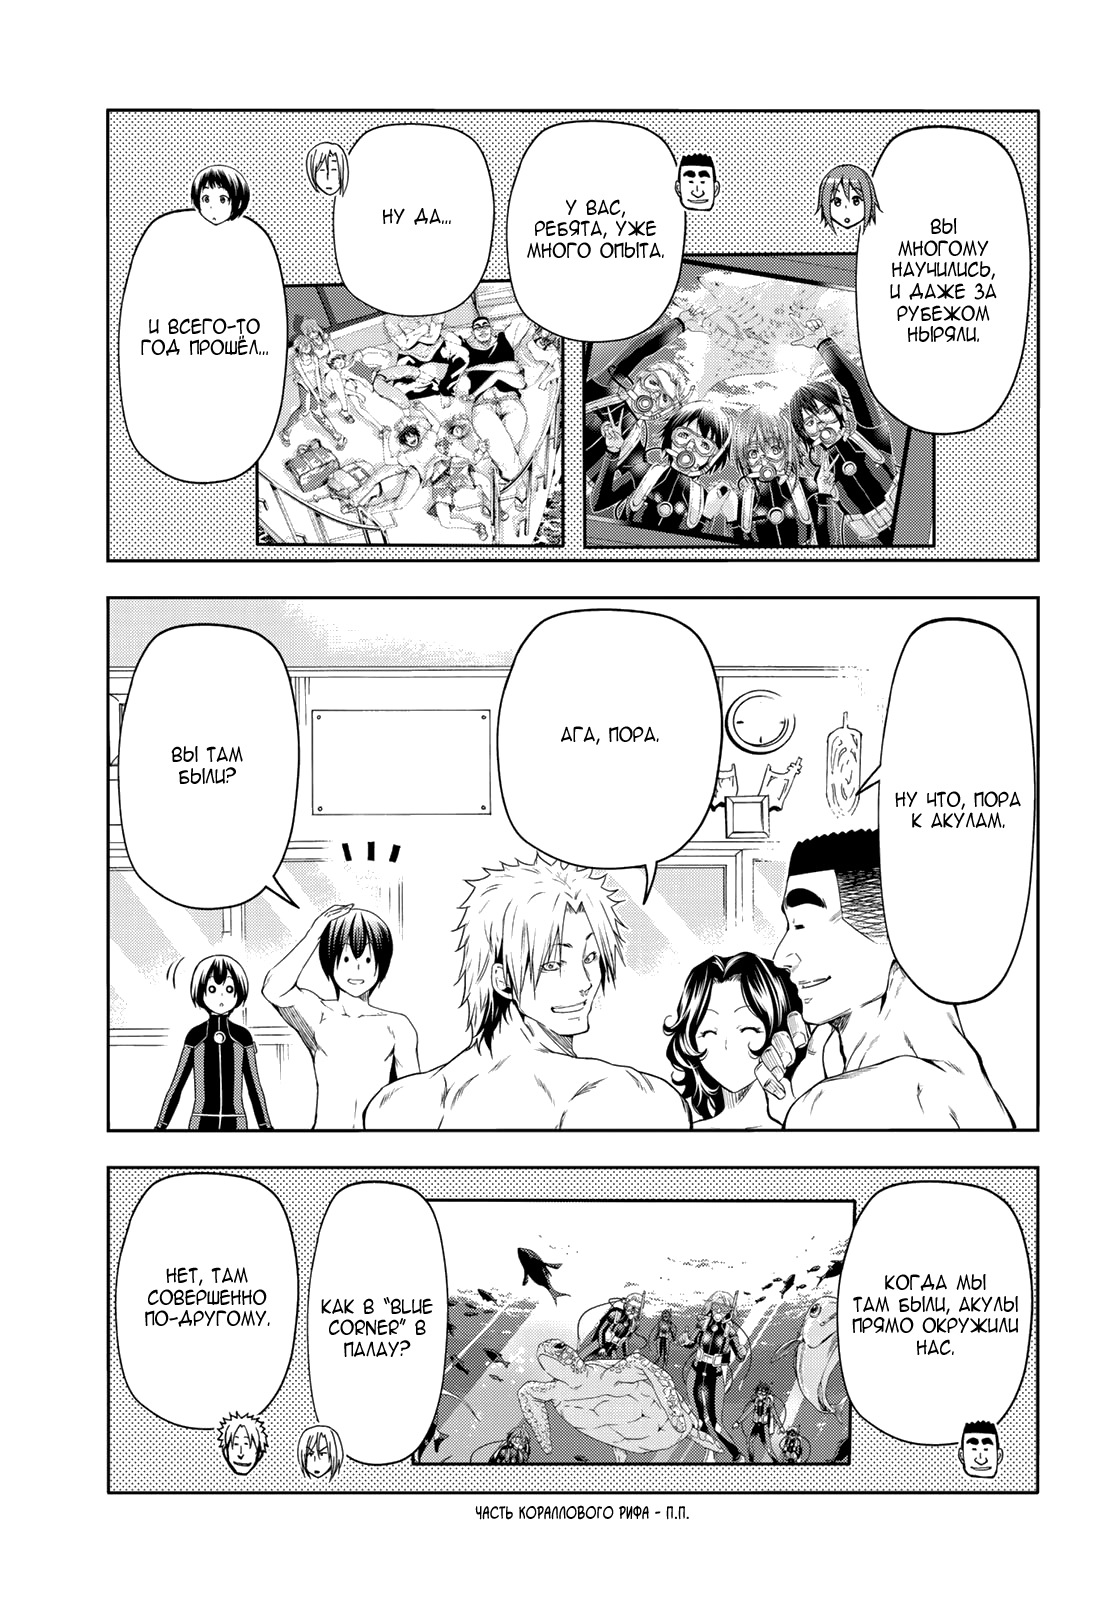 ВЫ
МНОГОМУ
НАУЧИЛИСЬ,
И ДАЖЕ ЗА
РУБЕЖОМ
НЫРЯЛИ.
У ВАС,
РЕБЯТА, УЖЕ
МНОГО ОПЫТА.
НУ ДА...
И ВСЕГО-ТО
ГОД ПРОШЁЛ...
НУ ЧТО, ПОРА
К АКУЛАМ.
АГА, ПОРА.
ВЫ ТАМ
БЫЛИ?
КОГДА МЫ
ТАМ БЫЛИ, АКУЛЫ
ПРЯМО ОКРУЖИЛИ
НАС.
КАК В "BLUE
CORNER" В
ПАЛАУ?
НЕТ, ТАМ
СОВЕРШЕННО
ПО-ДРУГОМУ.
ЧАСТЬ КОРАЛЛОВОГО РИФА - П.П.